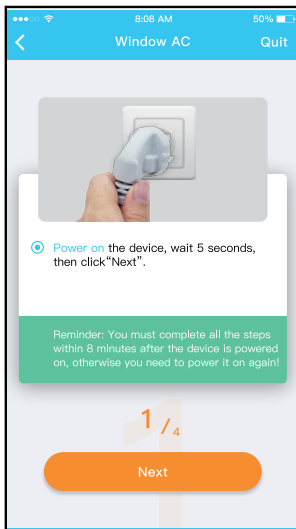 8:08 AM 50%
Window AC Quit
Power on the device, wait 5 seconds,
then click“Next”.
Reminder: You must complete all the steps
within 8 minutes after the device is powered
on, otherwise you need to power it on again!
1/4
Next